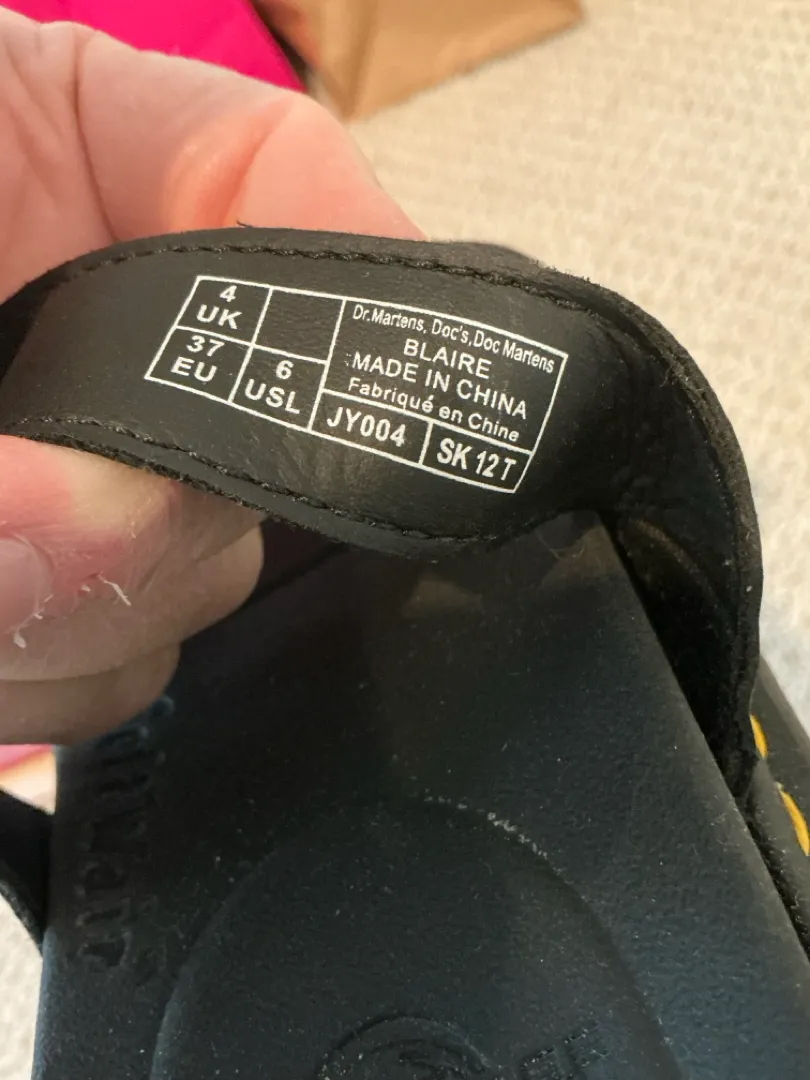 4
UK
37
EU
6
USL
Dr.Martens, Doc's, Doc Martens
BLAIRE
MADE IN CHINA
Fabriqué en Chine
JY004
SK 12T